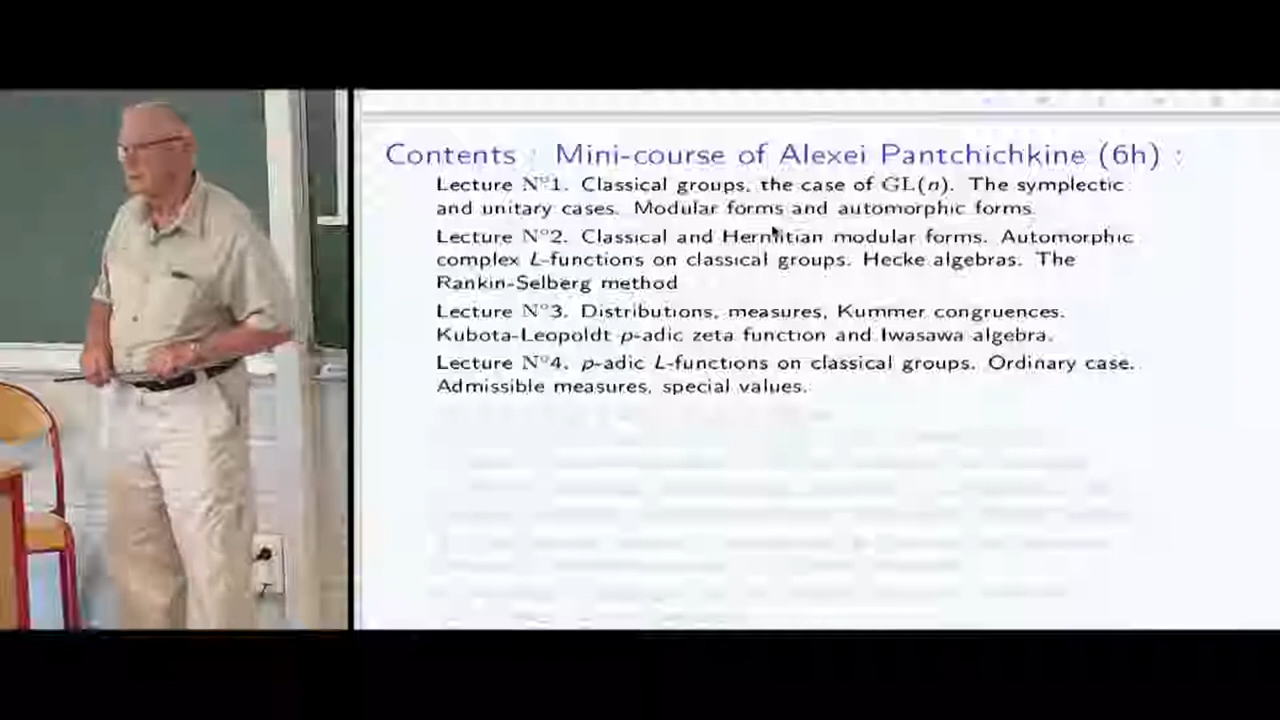 Contents : Mini-course of Alexei Pantchichkine (6h) :
Lecture N°1. Classical groups, the case of GL(n). The symplectic
and unitary cases. Modular forms and automorphic forms
Lecture N°2. Classical and Hermitian modular forms. Automorphic
complex L-functions on classical groups. Hecke algebras. The
Rankin-Selberg method
Lecture N°3. Distributions, measures, Kummer congruences.
Kubota-Leopoldt p-adic zeta function and Iwasawa algebra.
Lecture N°4. p-adic L-functions on classical groups. Ordinary case.
Admissible measures, special values.